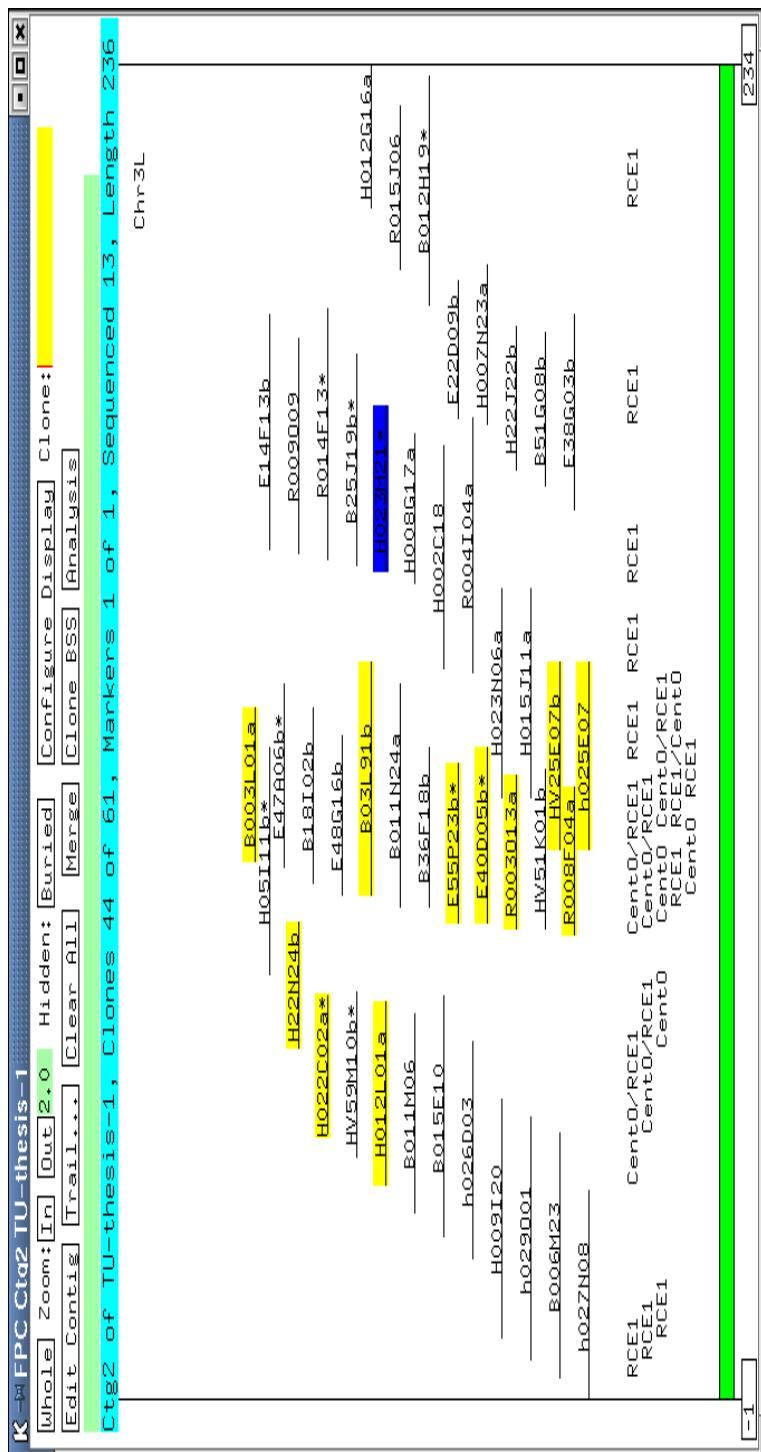 FPC Ctg2 TU-thesis-1
Whole Zoom: In Out 2.0 Hidden: Buried Configure Display Clone:
Edit Contig Trail... Clear All Merge Clone BSS Analysis
Ctg2 of TU-thesis-1, Clones 44 of 61, Markers 1 of 1, Sequenced 13, Length 236
Chr3L
B003L01a
H05I11b* E14F13b
H22N24b E47A06b* R009O09
H022C02a* B18I02b R014F13*
HV59M10b* E48G16b B25J19b*
H012L01a B03L91b H023M21* H012G16a
B011M06 B011N24a H008G17a R015J06
B015E10 B36F18b H002C18 B012H19*
h026D03 E55P23b* R004I04a E22D09b
H009I20 E40D05b* H007N23a
h029O01 R003O13a H023N06a H22J22b
B006M23 HV51K01b H015J11a B51G08b
h027N08 R008E04a HV25E07b E38G03b
h025E07
RCE1 Cent0/RCE1 Cent0/RCE1 RCE1 RCE1 RCE1 RCE1 RCE1
RCE1 Cent0/RCE1 Cent0/RCE1
RCE1 Cent0 Cent0 Cent0/RCE1
RCE1 RCE1/Cent0
Cent0 RCE1
-1 234